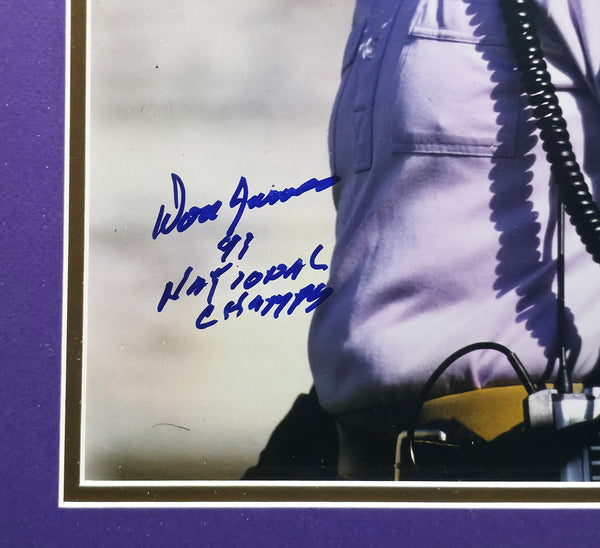 Don James
91
NATIONAL
CHAMPS